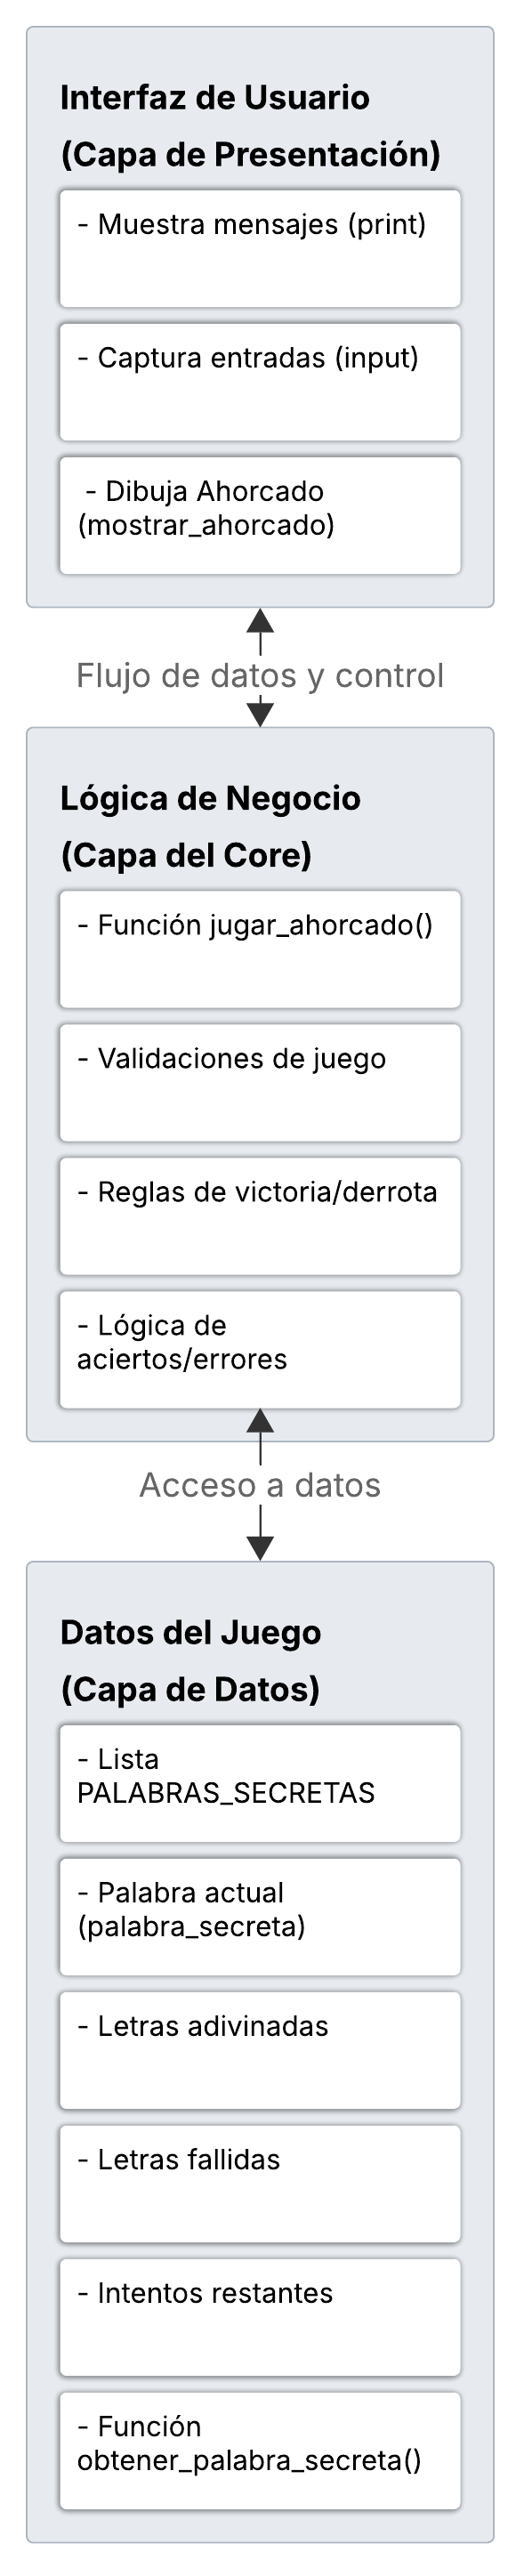 Interfaz de Usuario
(Capa de Presentación)
- Muestra mensajes (print)
- Captura entradas (input)
- Dibuja Ahorcado
(mostrar_ahorcado)
Flujo de datos y control
Lógica de Negocio
(Capa del Core)
- Función jugar_ahorcado()
- Validaciones de juego
- Reglas de victoria/derrota
- Lógica de
aciertos/errores
Acceso a datos
Datos del Juego
(Capa de Datos)
- Lista
PALABRAS_SECRETAS
- Palabra actual
(palabra_secreta)
- Letras adivinadas
- Letras fallidas
- Intentos restantes
- Función
obtener_palabra_secreta()